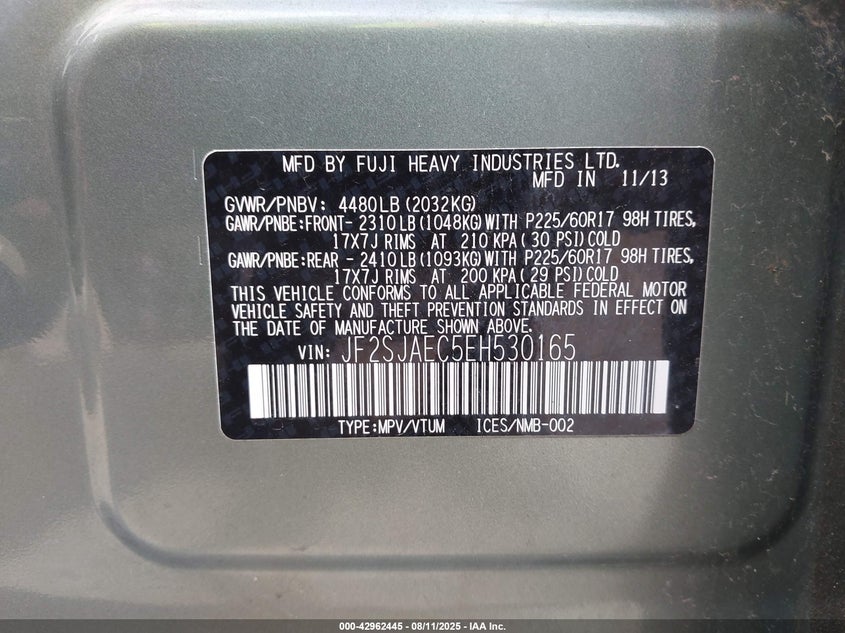 MFD BY FUJI HEAVY INDUSTRIES LTD.
MFD IN 11/13
GVWR/PNBV: 4480LB (2032KG)
GAWR/PNBE:FRONT- 2310 LB (1048KG) WITH P225/60R17 98H TIRES,
17X7J RIMS AT 210 KPA (30 PSI) COLD
GAWR/PNBE:REAR - 2410 LB (1093KG) WITH P225/60R17 98H TIRES,
17X7J RIMS AT 200 KPA (29 PSI) COLD
THIS VEHICLE CONFORMS TO ALL APPLICABLE FEDERAL MOTOR
VEHICLE SAFETY AND THEFT PREVENTION STANDARDS IN EFFECT ON
THE DATE OF MANUFACTURE SHOWN ABOVE.
VIN: JF2SJAEC5EH530165
TYPE:MPV/VTUM ICES/NMB-002
000-42962445 - 08/11/2025 - IAA Inc.